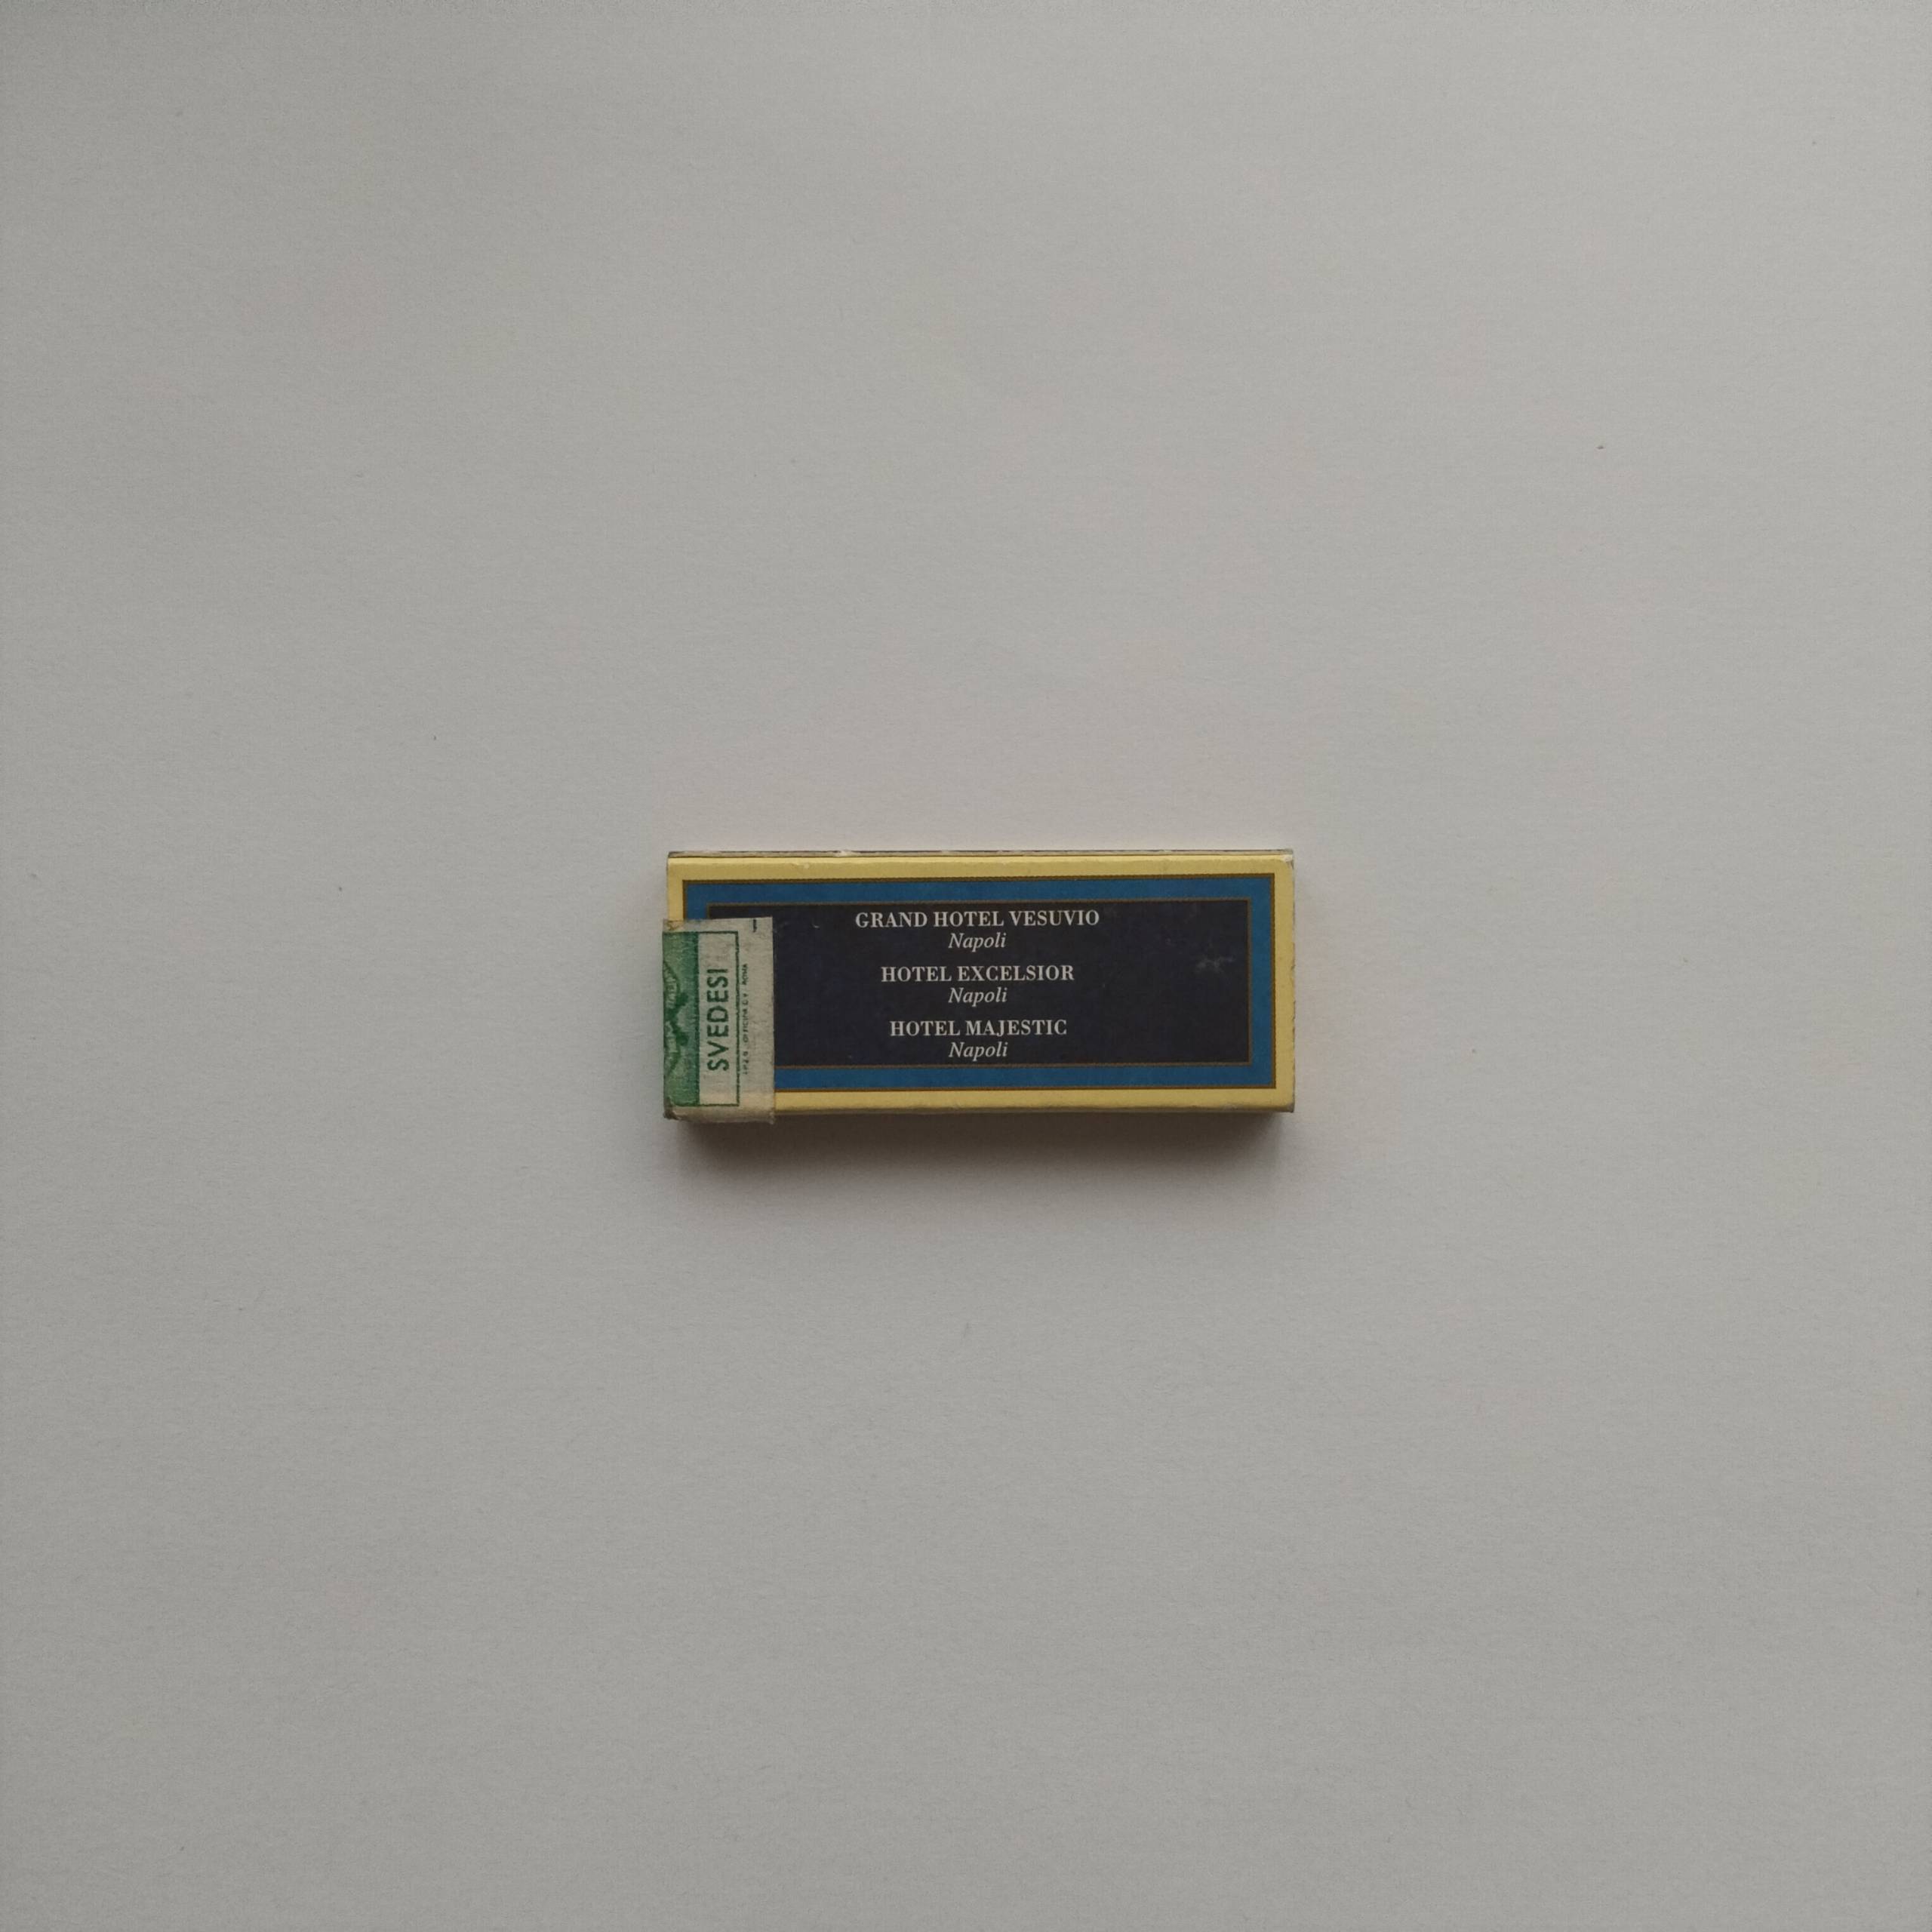 GRAND HOTEL VESUVIO
Napoli
HOTEL EXCELSIOR
Napoli
HOTEL MAJESTIC
Napoli
SVEDESI